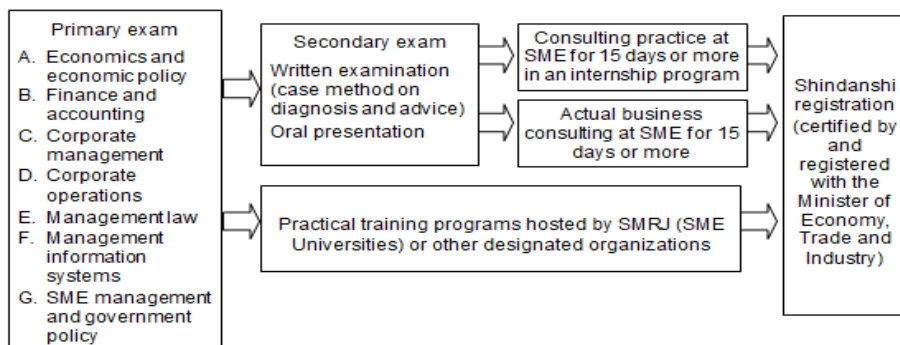 Primary exam
A. Economics and
economic policy
B. Finance and
accounting
C. Corporate
management
D. Corporate
operations
E. Management law
F. Management
information
systems
G. SME management
and government
policy
Secondary exam
Written examination
(case method on
diagnosis and advice)
Oral presentation
Consulting practice at
SME for 15 days or more
in an internship program
Actual business
consulting at SME for 15
days or more
Practical training programs hosted by SMRJ (SME
Universities) or other designated organizations
Shindanshi
registration
(certified by
and
registered
with the
Minister of
Economy,
Trade and
Industry)